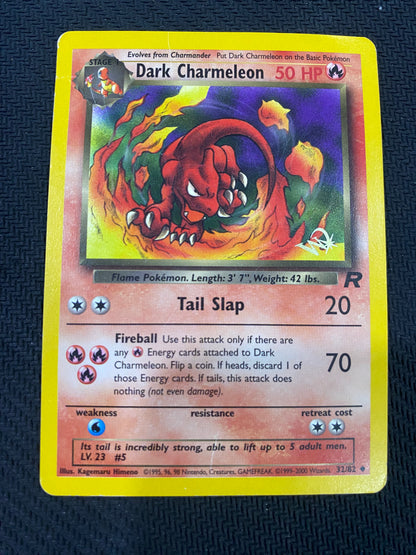 Evolves from Charmander Put Dark Charmeleon on the Basic Pokémon
STAGE 1
Dark Charmeleon 50 HP
W
Flame Pokémon. Length: 3' 7", Weight: 42 lbs.
R
Tail Slap 20
Fireball Use this attack only if there are
any Energy cards attached to Dark
Charmeleon. Flip a coin. If heads, discard 1 of
those Energy cards. If tails, this attack does
nothing (not even damage).
70
weakness resistance retreat cost
Its tail is incredibly strong, able to lift up to 5 adult men.
LV. 23 #5
Illus. Kagemaru Himeno ©1995, 96, 98 Nintendo, Creatures, GAMEFREAK. ©1999-2000 Wizards. 32/82